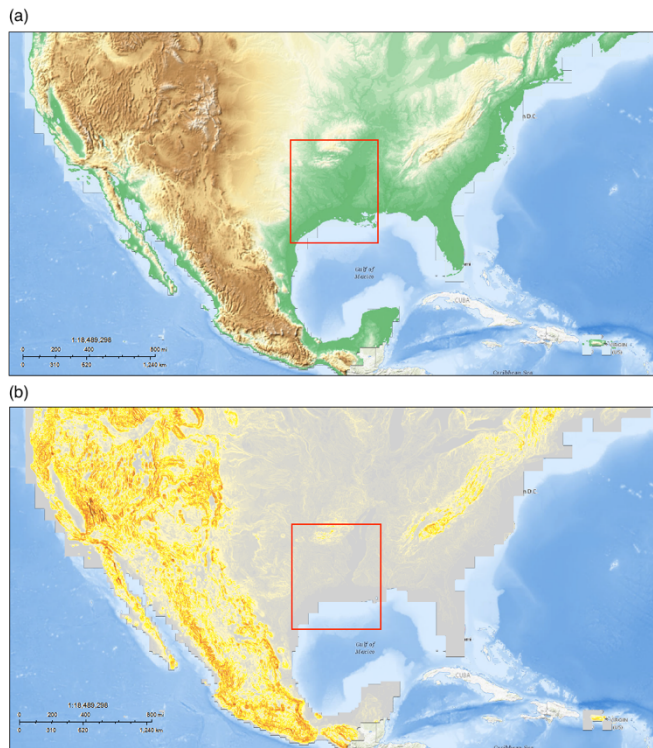 (a)
Gulf of
Mexico
CUBA
1:18,489,298
0 200 400 800 mi
0 310 620 1,240 km
Caribbean Sea
(b)
Gulf of
Mexico
CUBA
1:18,489,298
0 200 400 800 mi
0 310 620 1,240 km